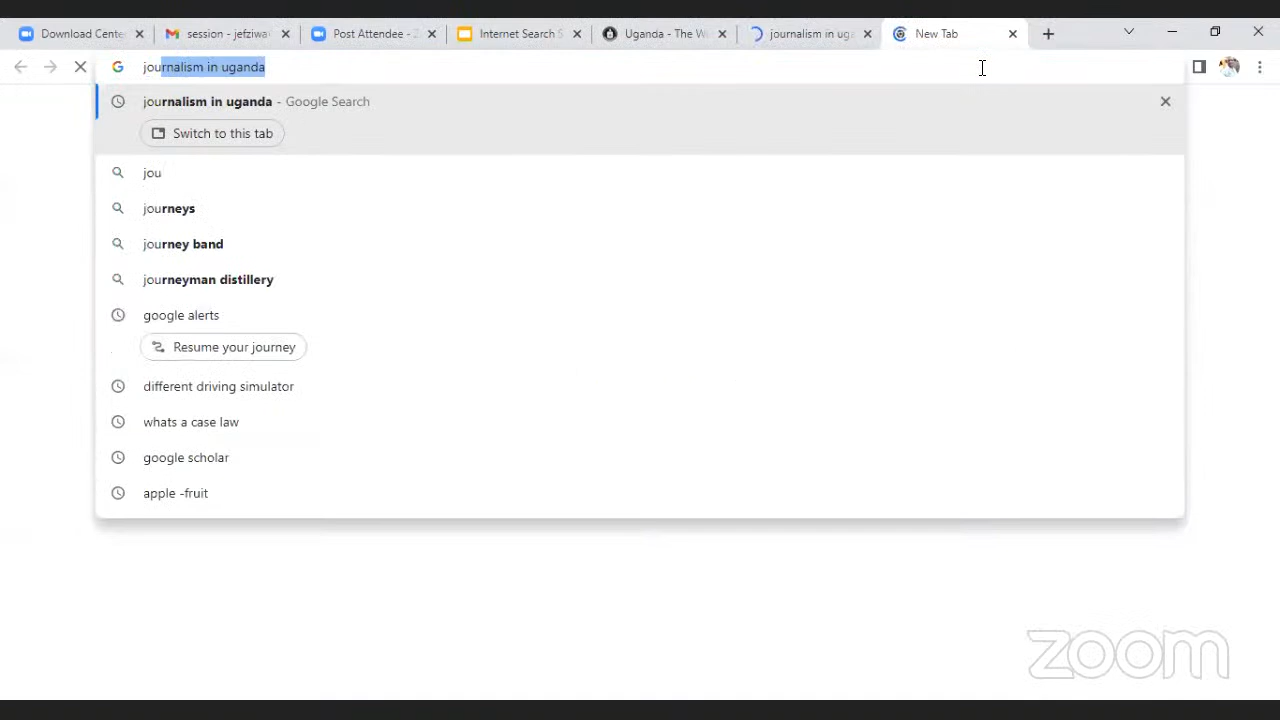 Download Cente
session - jefziwa
Post Attendee - Z
Internet Search S
Uganda - The W
journalism in uga
New Tab
journalism in uganda
journalism in uganda - Google Search
Switch to this tab
jou
journeys
journey band
journeyman distillery
google alerts
Resume your journey
different driving simulator
whats a case law
google scholar
apple -fruit
zoom